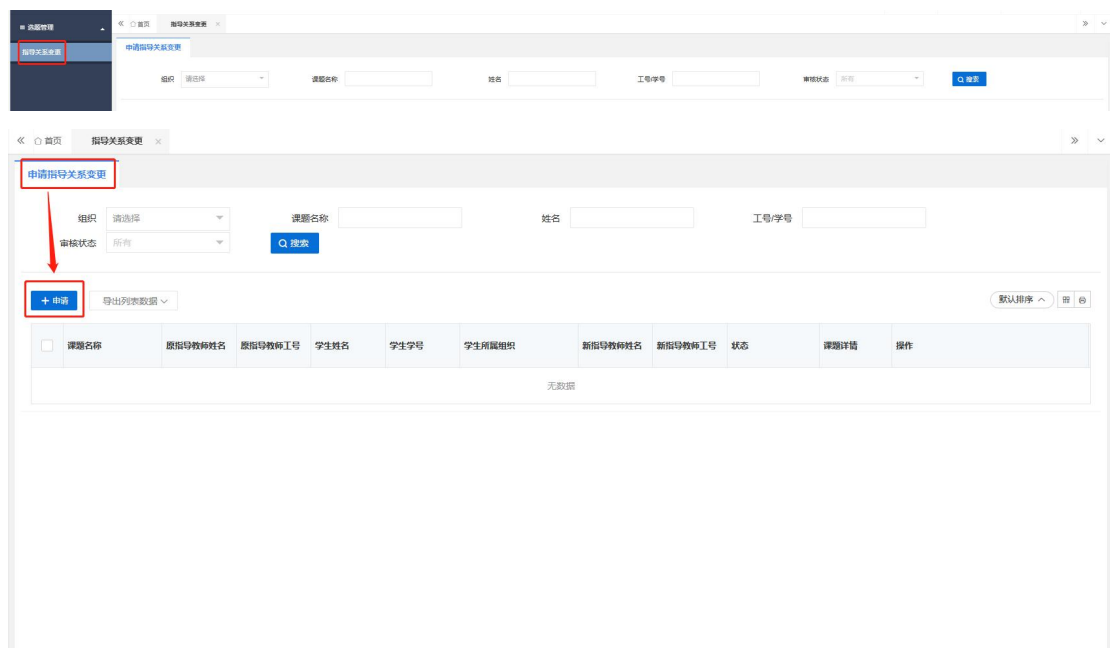 选题管理
《 首页 指导关系变更 ×
指导关系变更
申请指导关系变更
组织 请选择 课题名称 姓名 工号/学号 审核状态 所有 搜索
《 首页 指导关系变更 ×
申请指导关系变更
组织 请选择 课题名称 姓名 工号/学号
审核状态 所有 搜索
+ 申请 导出列表数据 默认排序
课题名称 原指导教师姓名 原指导教师工号 学生姓名 学生学号 学生所属组织 新指导教师姓名 新指导教师工号 状态 课题详情 操作
无数据